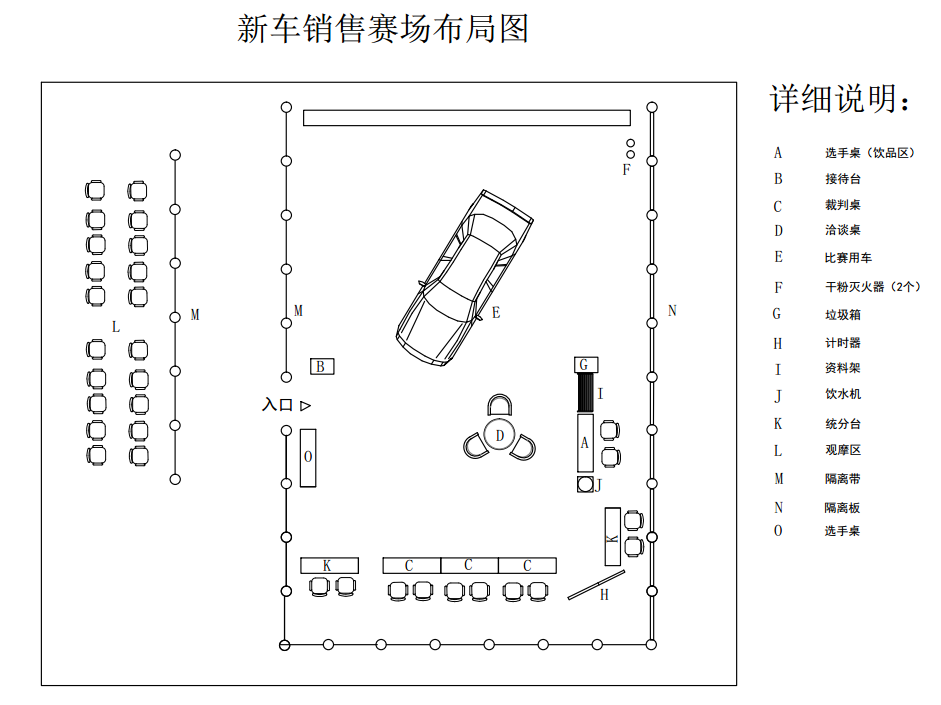 新车销售赛场布局图
详细说明：
A 选手桌（饮品区）
B 接待台
C 裁判桌
D 洽谈桌
E 比赛用车
F 干粉灭火器（2个）
G 垃圾箱
H 计时器
I 资料架
J 饮水机
K 统分台
L 观摩区
M 隔离带
N 隔离板
O 选手桌
F
M
M
E
N
L
B
G
I
入口
D
A
O
J
K
K
C
C
C
H